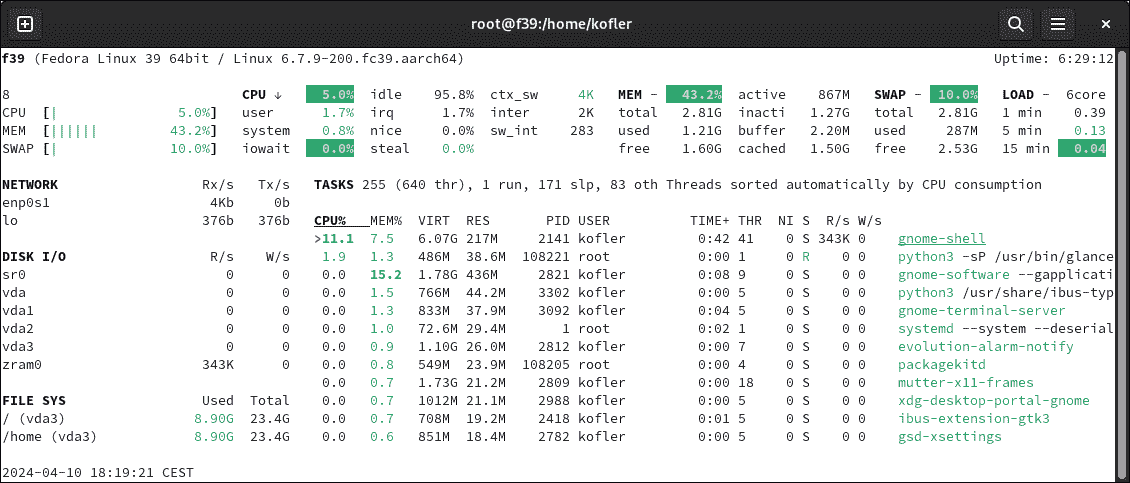 root@f39:/home/kofler
f39 (Fedora Linux 39 64bit / Linux 6.7.9-200.fc39.aarch64) Uptime: 6:29:12
8 CPU ↓ 5.0% idle 95.8% ctx_sw 4K MEM - 43.2% active 867M SWAP - 10.0% LOAD - 6core
CPU [| 5.0%] user 1.7% irq 1.7% inter 2K total 2.81G inacti 1.27G total 2.81G 1 min 0.39
MEM [|||||| 43.2%] system 0.8% nice 0.0% sw_int 283 used 1.21G buffer 2.20M used 287M 5 min 0.13
SWAP [| 10.0%] iowait 0.0% steal 0.0% free 1.60G cached 1.50G free 2.53G 15 min 0.04
NETWORK Rx/s Tx/s TASKS 255 (640 thr), 1 run, 171 slp, 83 oth Threads sorted automatically by CPU consumption
enp0s1 4Kb 0b
lo 376b 376b CPU% MEM% VIRT RES PID USER TIME+ THR NI S R/s W/s
>11.1 7.5 6.07G 217M 2141 kofler 0:42 41 0 S 343K 0 gnome-shell
DISK I/O R/s W/s 1.9 1.3 486M 38.6M 108221 root 0:00 1 0 R 0 0 python3 -sP /usr/bin/glance
sr0 0 0 0.0 15.2 1.78G 436M 2821 kofler 0:08 9 0 S 0 0 gnome-software --gapplicati
vda 0 0 0.0 1.5 766M 44.2M 3302 kofler 0:00 5 0 S 0 0 python3 /usr/share/ibus-typ
vda1 0 0 0.0 1.3 833M 37.9M 3092 kofler 0:04 5 0 S 0 0 gnome-terminal-server
vda2 0 0 0.0 1.0 72.6M 29.4M 1 root 0:02 1 0 S 0 0 systemd --system --deserial
vda3 0 0 0.0 0.9 1.10G 26.0M 2812 kofler 0:00 7 0 S 0 0 evolution-alarm-notify
zram0 343K 0 0.0 0.8 549M 23.9M 108205 root 0:00 4 0 S 0 0 packagekitd
0.0 0.7 1.73G 21.2M 2809 kofler 0:00 18 0 S 0 0 mutter-x11-frames
FILE SYS Used Total 0.0 0.7 1012M 21.1M 2988 kofler 0:00 5 0 S 0 0 xdg-desktop-portal-gnome
/ (vda3) 8.90G 23.4G 0.0 0.7 708M 19.2M 2418 kofler 0:01 5 0 S 0 0 ibus-extension-gtk3
/home (vda3) 8.90G 23.4G 0.0 0.6 851M 18.4M 2782 kofler 0:00 5 0 S 0 0 gsd-xsettings
2024-04-10 18:19:21 CEST